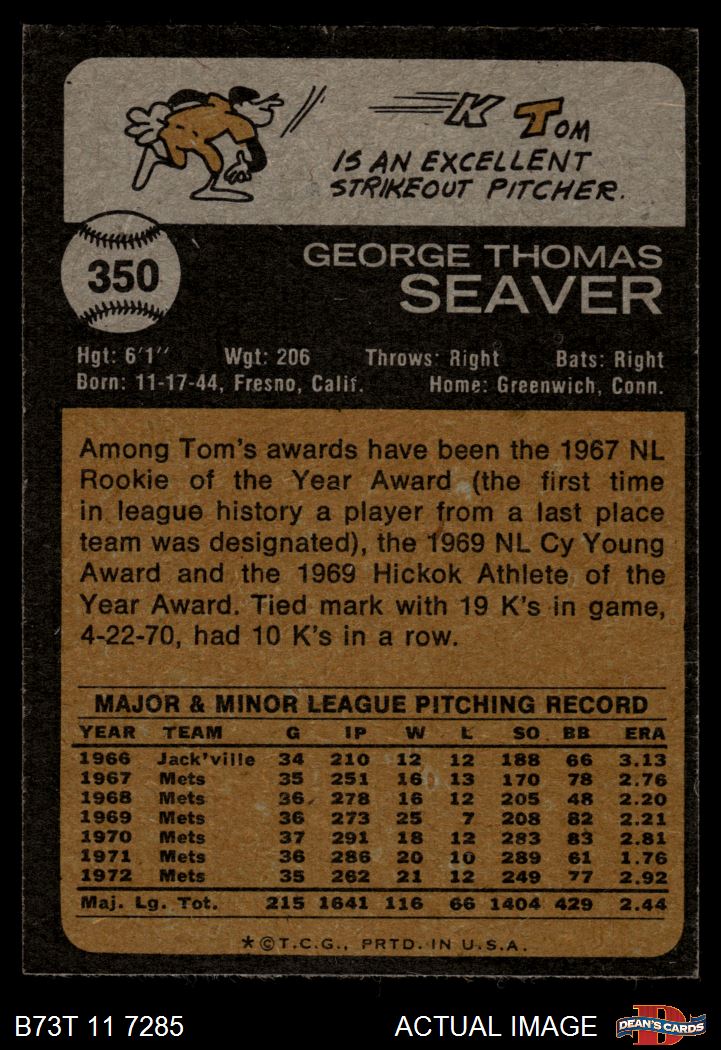 K TOM
IS AN EXCELLENT
STRIKEOUT PITCHER.
350
GEORGE THOMAS
SEAVER
Hgt: 6'1" Wgt: 206 Throws: Right Bats: Right
Born: 11-17-44, Fresno, Calif. Home: Greenwich, Conn.
Among Tom's awards have been the 1967 NL
Rookie of the Year Award (the first time
in league history a player from a last place
team was designated), the 1969 NL Cy Young
Award and the 1969 Hickok Athlete of the
Year Award. Tied mark with 19 K's in game,
4-22-70, had 10 K's in a row.
MAJOR & MINOR LEAGUE PITCHING RECORD
YEAR TEAM G IP W L SO BB ERA
1966 Jack'ville 34 210 12 12 188 66 3.13
1967 Mets 35 251 16 13 170 78 2.76
1968 Mets 36 278 16 12 205 48 2.20
1969 Mets 36 273 25 7 208 82 2.21
1970 Mets 37 291 18 12 283 83 2.81
1971 Mets 36 286 20 10 289 61 1.76
1972 Mets 35 262 21 12 249 77 2.92
Maj. Lg. Tot. 215 1641 116 66 1404 429 2.44
*©T.C.G., PRTD. IN U.S.A.
B73T 11 7285 ACTUAL IMAGE DEAN'S CARDS